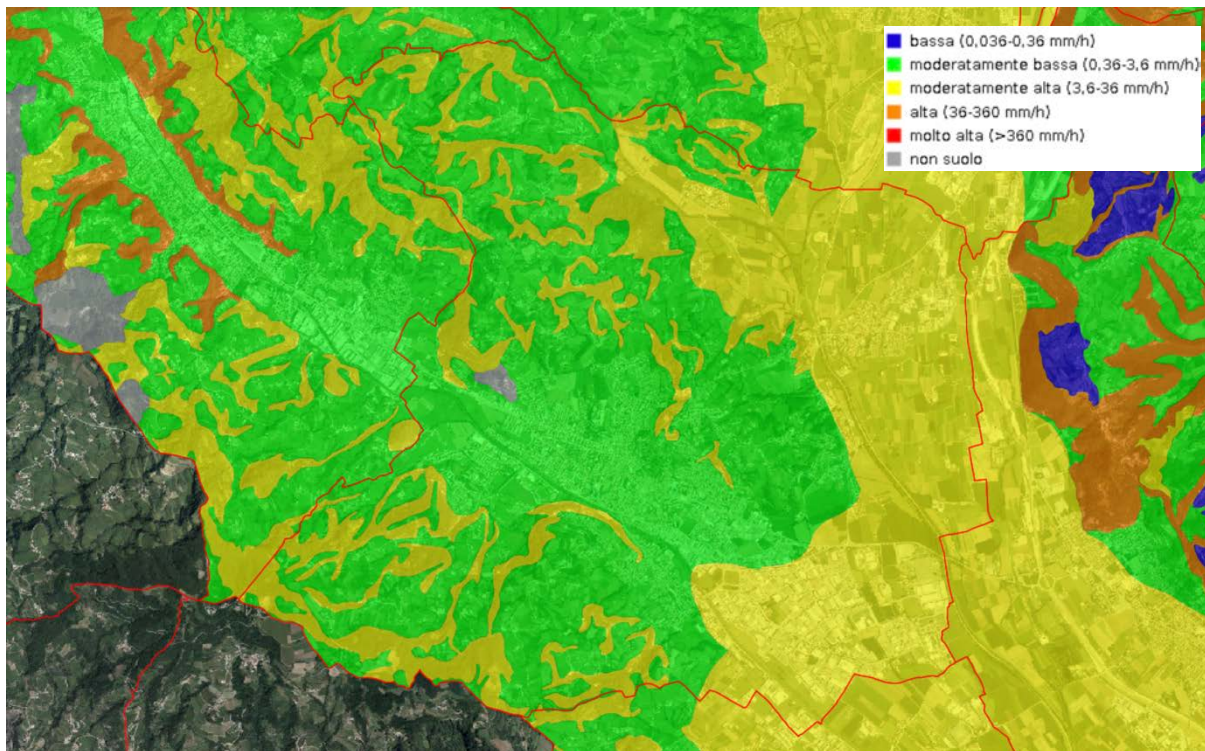 bassa (0,036-0,36 mm/h)
moderatamente bassa (0,36-3,6 mm/h)
moderatamente alta (3,6-36 mm/h)
alta (36-360 mm/h)
molto alta (>360 mm/h)
non suolo